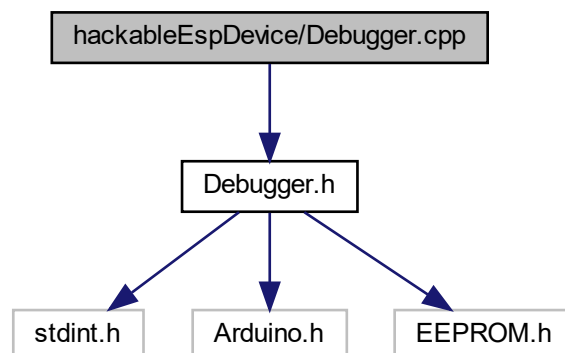 hackableEspDevice/Debugger.cpp
Debugger.h
stdint.h
Arduino.h
EEPROM.h